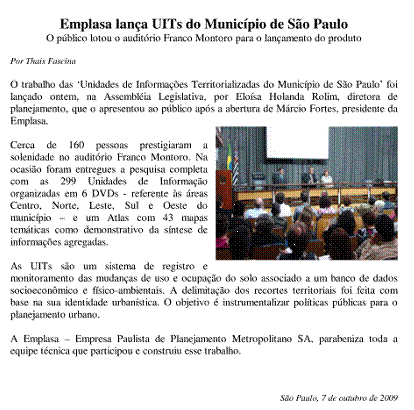 Emplasa lança UITs do Município de São Paulo
O público lotou o auditório Franco Montoro para o lançamento do produto
Por Thaís Fascina
O trabalho das ‘Unidades de Informações Territorializadas do Município de São Paulo’ foi
lançado ontem, na Assembléia Legislativa, por Eloísa Holanda Rolim, diretora de
planejamento, que o apresentou ao público após a abertura de Márcio Fortes, presidente da
Emplasa.
Cerca de 160 pessoas prestigiaram a
solenidade no auditório Franco Montoro. Na
ocasião foram entregues a pesquisa completa
com as 299 Unidades de Informação
organizadas em 6 DVDs - referente às áreas
Centro, Norte, Leste, Sul e Oeste do
município – e um Atlas com 43 mapas
temáticas como demonstrativo da síntese de
informações agregadas.
As UITs são um sistema de registro e
monitoramento das mudanças de uso e ocupação do solo associado a um banco de dados
socioeconômico e físico-ambientais. A delimitação dos recortes territoriais foi feita com
base na sua identidade urbanística. O objetivo é instrumentalizar políticas públicas para o
planejamento urbano.
A Emplasa – Empresa Paulista de Planejamento Metropolitano SA, parabeniza toda a
equipe técnica que participou e construiu esse trabalho.
São Paulo, 7 de outubro de 2009